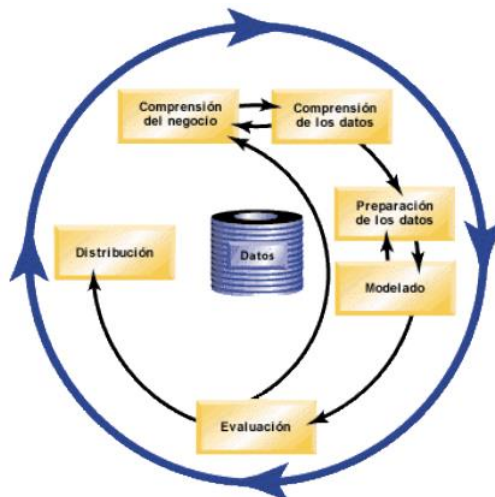 Comprensión
del negocio
Comprensión
de los datos
Preparación
de los datos
Distribución
Datos
Modelado
Evaluación